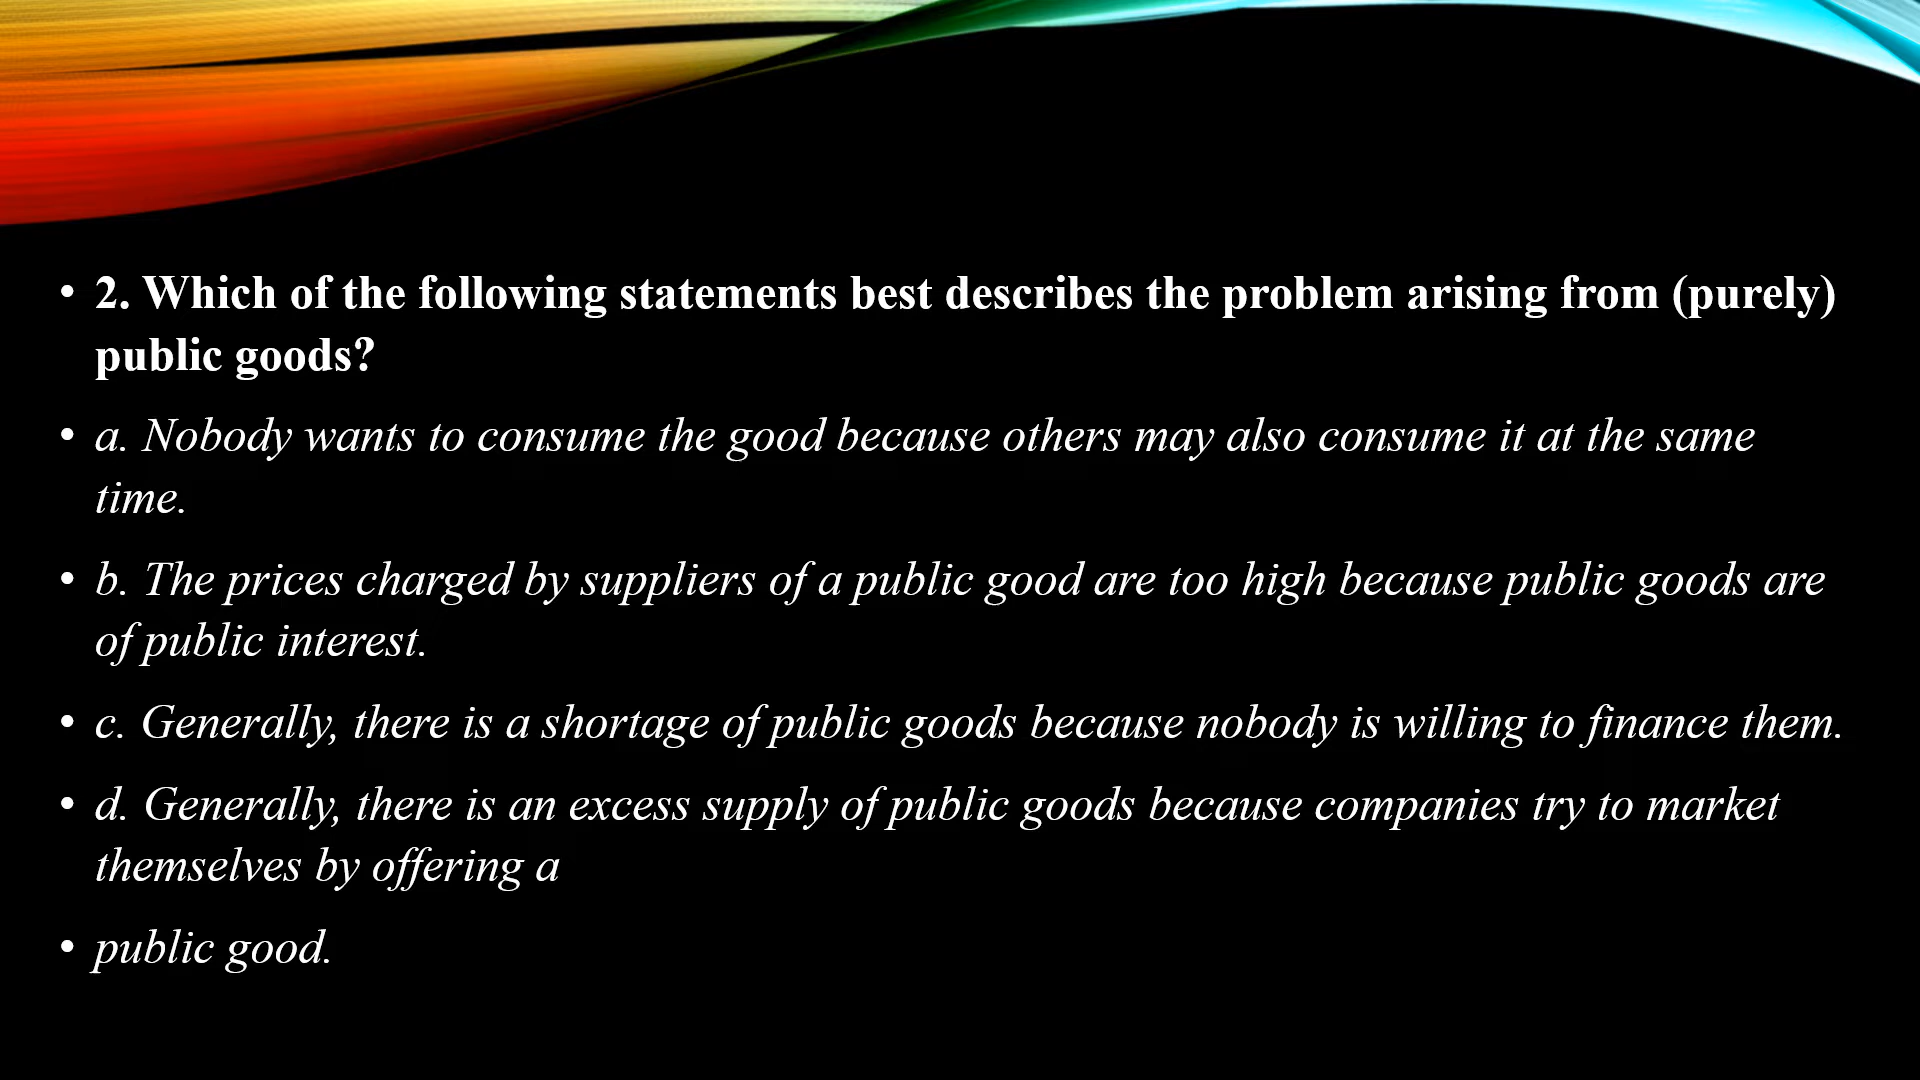 • 2. Which of the following statements best describes the problem arising from (purely)
public goods?
• a. Nobody wants to consume the good because others may also consume it at the same
time.
• b. The prices charged by suppliers of a public good are too high because public goods are
of public interest.
• c. Generally, there is a shortage of public goods because nobody is willing to finance them.
• d. Generally, there is an excess supply of public goods because companies try to market
themselves by offering a
• public good.